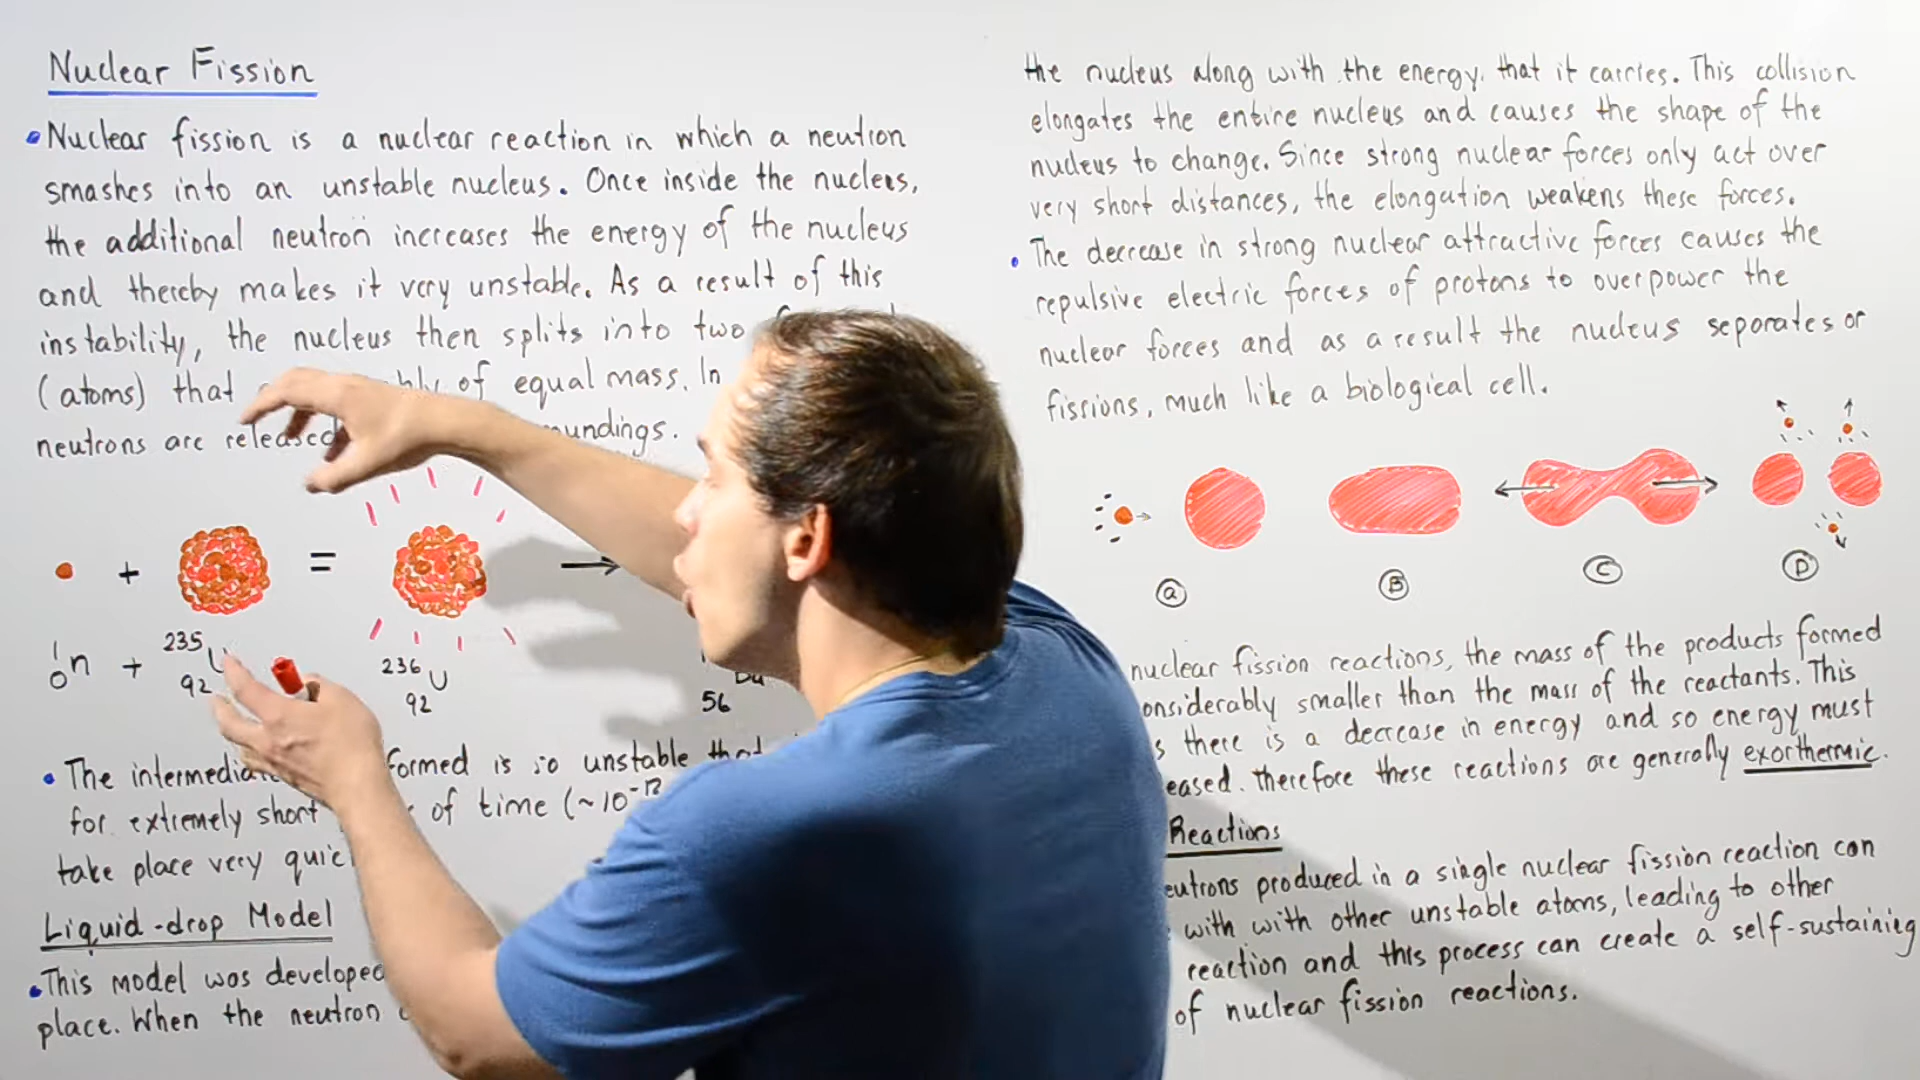 Nuclear Fission
Nuclear fission is a nuclear reaction in which a neutron
smashes into an unstable nucleus. Once inside the nucleus,
the additional neutron increases the energy of the nucleus
and thereby makes it very unstable. As a result of this
instability, the nucleus then splits into two
(atoms) that of equal mass. In
neutrons are released
+ =
1 0 n + 235 92 U 236 92 U 56
The formed is so unstable that
for extremely short of time (~10
take place very
Liquid-drop Model
This model was developed
place. When the neutron
the nucleus along with the energy that it carries. This collision
elongates the entire nucleus and causes the shape of the
nucleus to change. Since strong nuclear forces only act over
very short distances, the elongation weakens these forces.
The decrease in strong nuclear attractive forces causes the
repulsive electric forces of protons to overpower the
nuclear forces and as a result the nucleus separates or
fissions, much like a biological cell.
a B C D
nuclear fission reactions, the mass of the products formed
smaller than the mass of the reactants. This
there is a decrease in energy and so energy must
therefore these reactions are generally exorthermic.
Reactions
produced in a single nuclear fission reaction can
with with other unstable atoms, leading to other
reaction and this process can create a self-sustaining
of nuclear fission reactions.